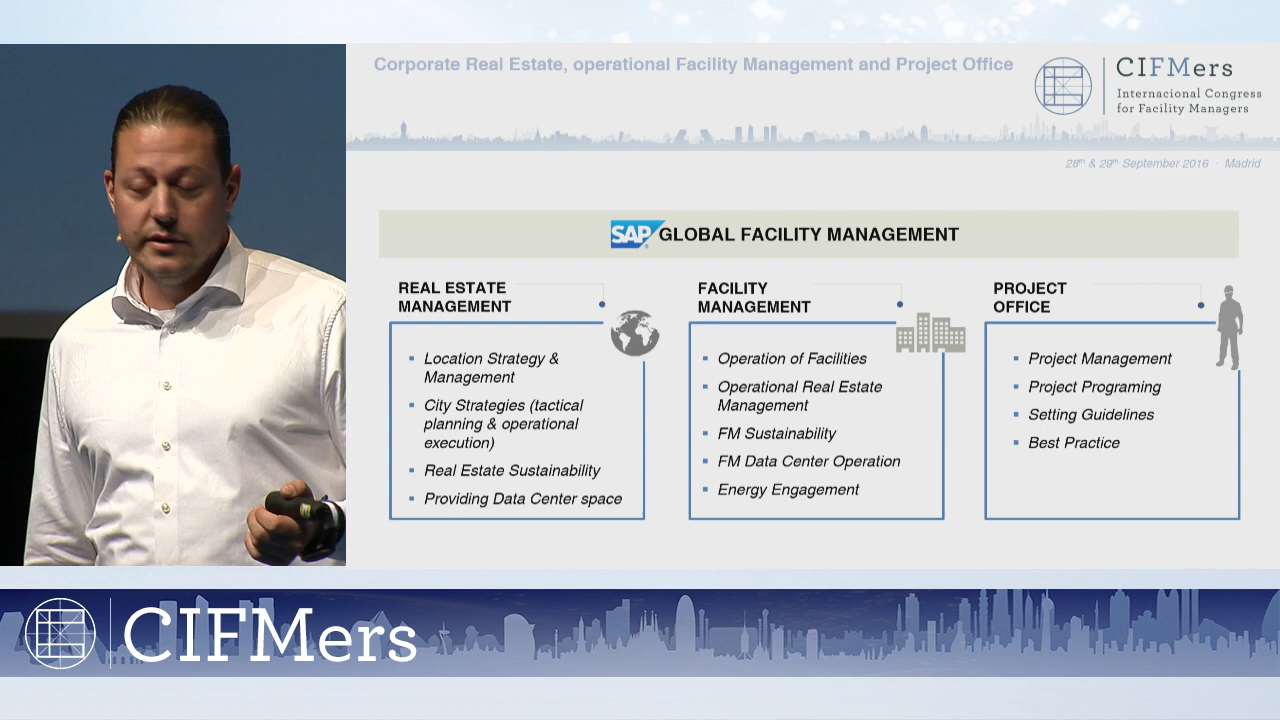 Corporate Real Estate, operational Facility Management and Project Office
CIFMers
Internacional Congress
for Facility Managers
28th & 29th September 2016 · Madrid
SAP GLOBAL FACILITY MANAGEMENT
REAL ESTATE
MANAGEMENT
▪ Location Strategy &
Management
▪ City Strategies (tactical
planning & operational
execution)
▪ Real Estate Sustainability
▪ Providing Data Center space
FACILITY
MANAGEMENT
▪ Operation of Facilities
▪ Operational Real Estate
Management
▪ FM Sustainability
▪ FM Data Center Operation
▪ Energy Engagement
PROJECT
OFFICE
▪ Project Management
▪ Project Programing
▪ Setting Guidelines
▪ Best Practice
CIFMers